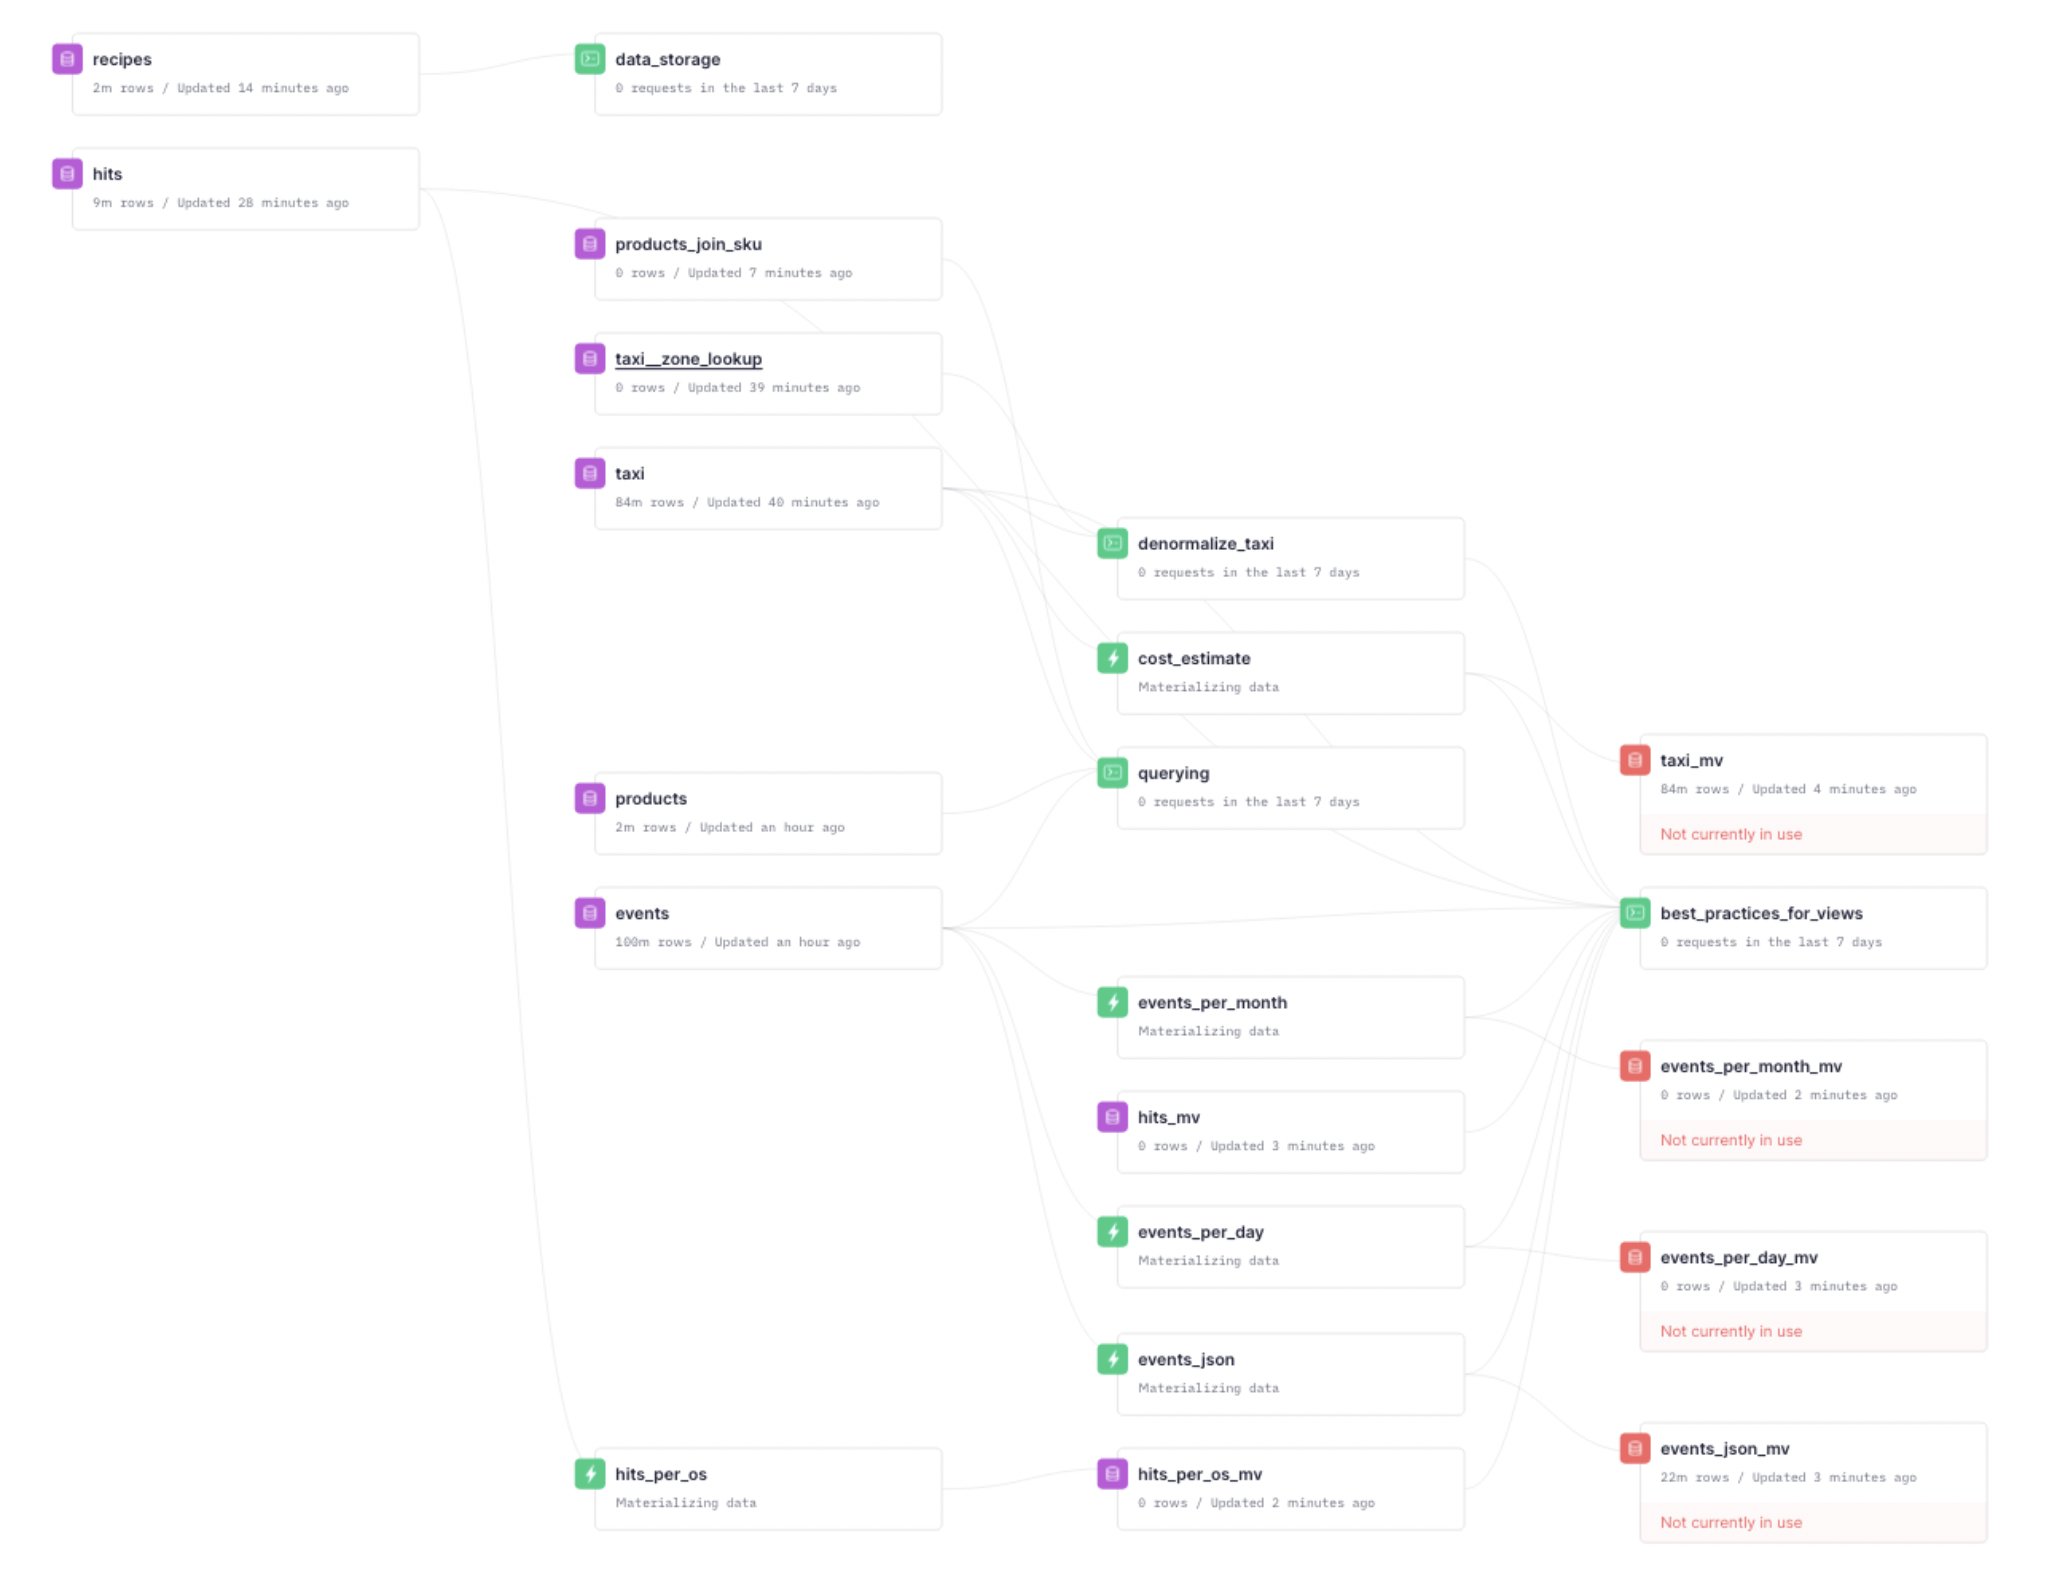 recipes
2m rows / Updated 14 minutes ago
data_storage
0 requests in the last 7 days
hits
9m rows / Updated 28 minutes ago
products_join_sku
0 rows / Updated 7 minutes ago
taxi__zone_lookup
0 rows / Updated 39 minutes ago
taxi
84m rows / Updated 40 minutes ago
denormalize_taxi
0 requests in the last 7 days
cost_estimate
Materializing data
querying
0 requests in the last 7 days
products
2m rows / Updated an hour ago
events
100m rows / Updated an hour ago
taxi_mv
84m rows / Updated 4 minutes ago
Not currently in use
best_practices_for_views
0 requests in the last 7 days
events_per_month
Materializing data
events_per_month_mv
0 rows / Updated 2 minutes ago
Not currently in use
hits_mv
0 rows / Updated 3 minutes ago
events_per_day
Materializing data
events_per_day_mv
0 rows / Updated 3 minutes ago
Not currently in use
events_json
Materializing data
events_json_mv
22m rows / Updated 3 minutes ago
Not currently in use
hits_per_os
Materializing data
hits_per_os_mv
0 rows / Updated 2 minutes ago